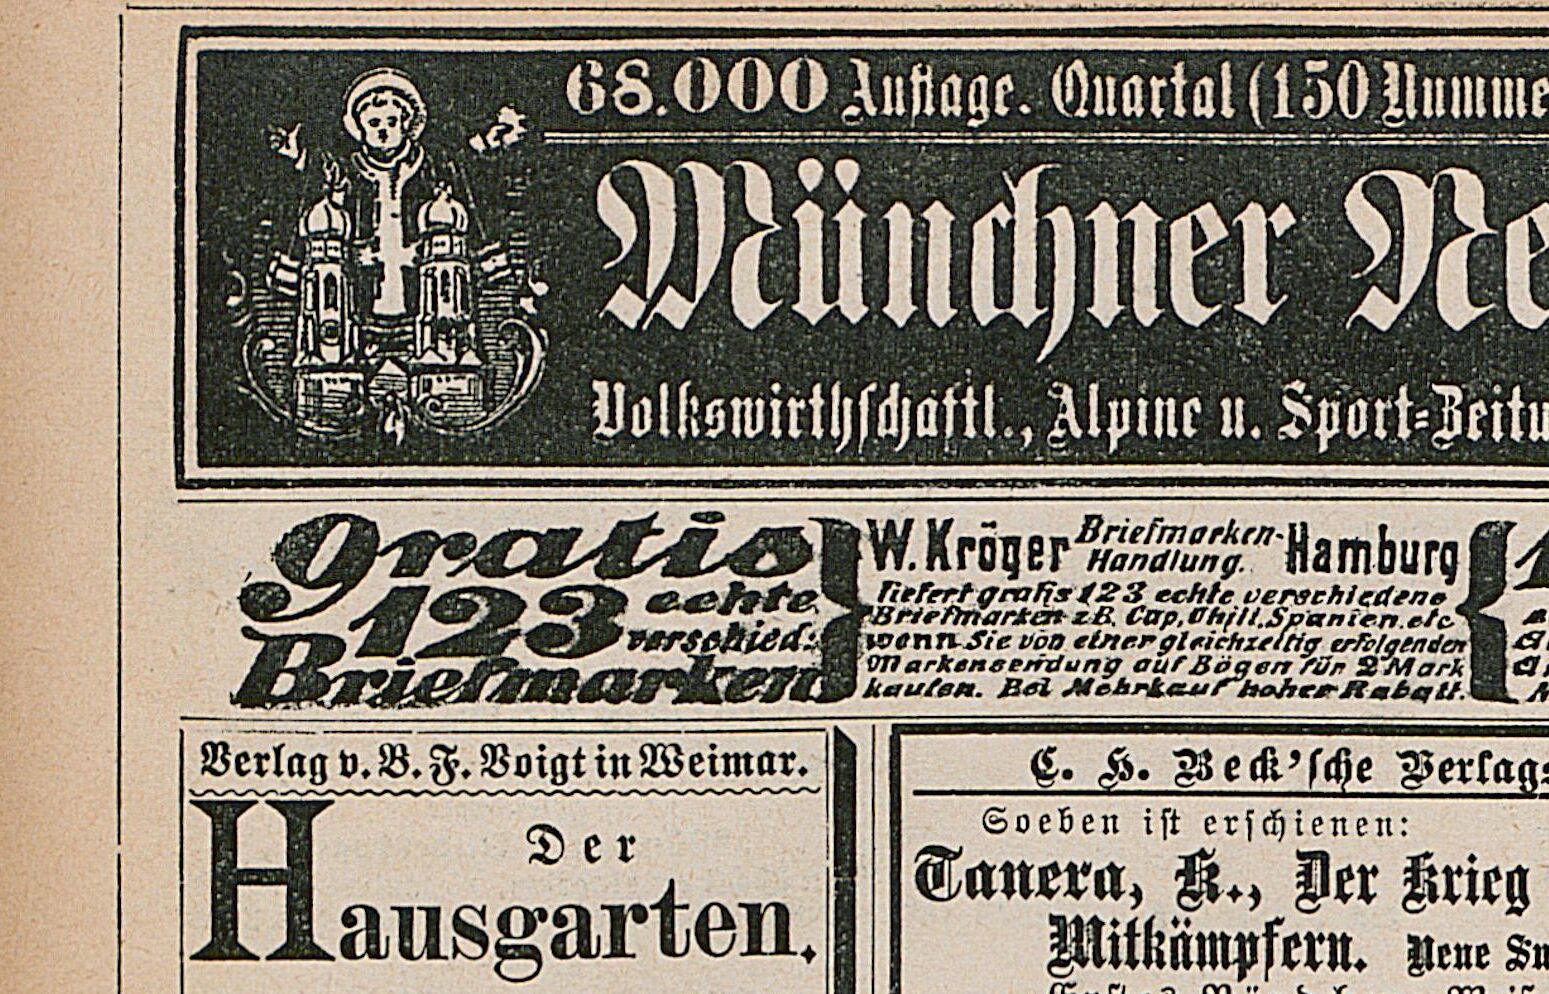 68.000 Auflage. Quartal (150 Numme
Münchner Ne
Volkswirthschaftl., Alpine u. Sport-Zeitu
gratis
123 echte
verschied:
Briefmarken
W. Kröger Briefmarken-Handlung. Hamburg
liefert gratis 123 echte verschiedene
Briefmarken z.B. Cap, Chili, Spanien. etc
wenn Sie von einer gleichzeitig erfolgenden
Markensendung auf Bögen für 2 Mark
kaufen. Bei Mehrkauf hoher Rabatt.
Verlag v. B. F. Voigt in Weimar.
Der
Hausgarten.
C. H. Beck'sche Verlags
Soeben ist erschienen:
Tanera, K., Der Krieg
Mitkämpfern. Neue